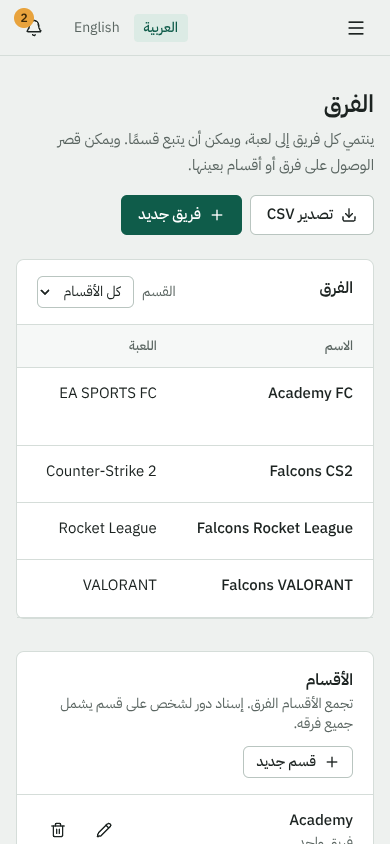 2
English
العربية
الفرق
ينتمي كل فريق إلى لعبة، ويمكن أن يتبع قسمًا. ويمكن قصر
الوصول على فرق أو أقسام بعينها.
تصدير CSV
فريق جديد
الفرق
القسم
كل الأقسام
الاسم اللعبة
Academy FC EA SPORTS FC
Falcons CS2 Counter-Strike 2
Falcons Rocket League Rocket League
Falcons VALORANT VALORANT
الأقسام
تجمع الأقسام الفرق. إسناد دور لشخص على قسم يشمل
جميع فرقه.
قسم جديد
Academy
فريق واحد